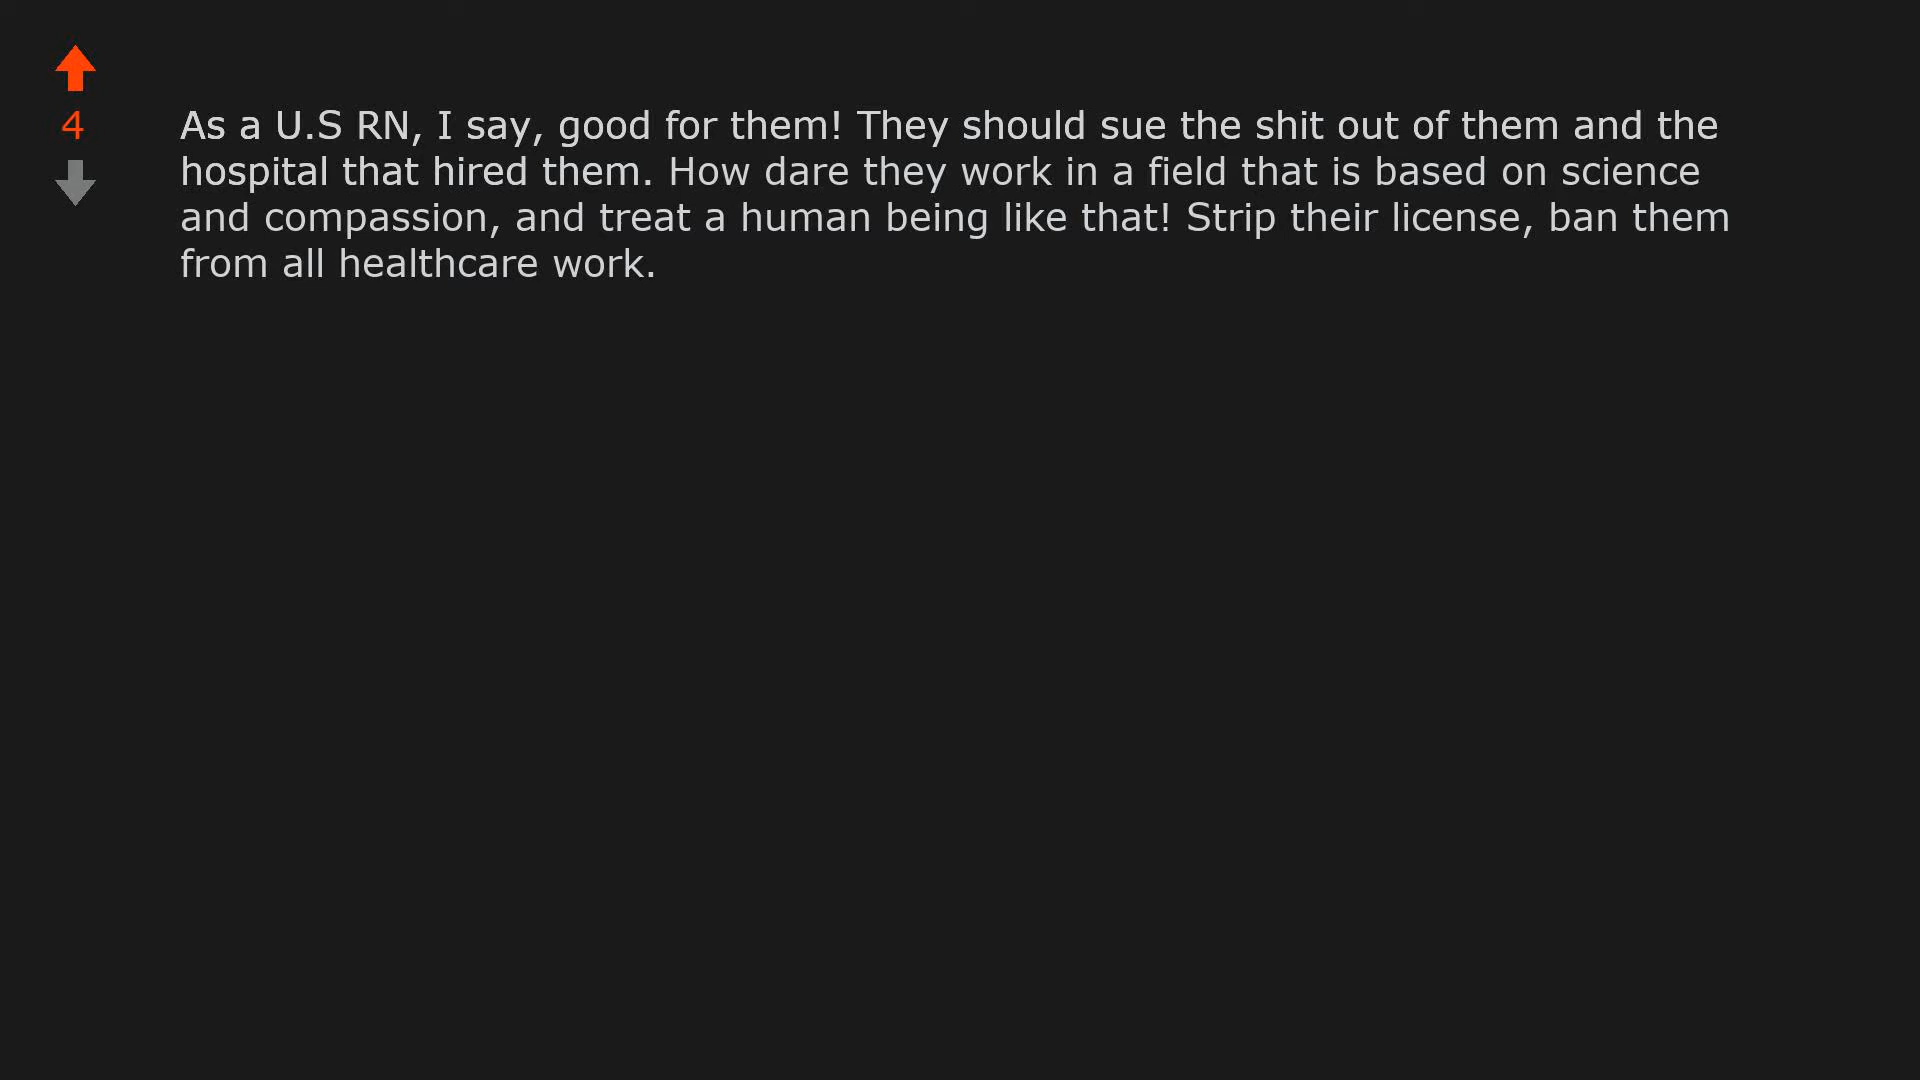 4
As a U.S RN, I say, good for them! They should sue the shit out of them and the
hospital that hired them. How dare they work in a field that is based on science
and compassion, and treat a human being like that! Strip their license, ban them
from all healthcare work.